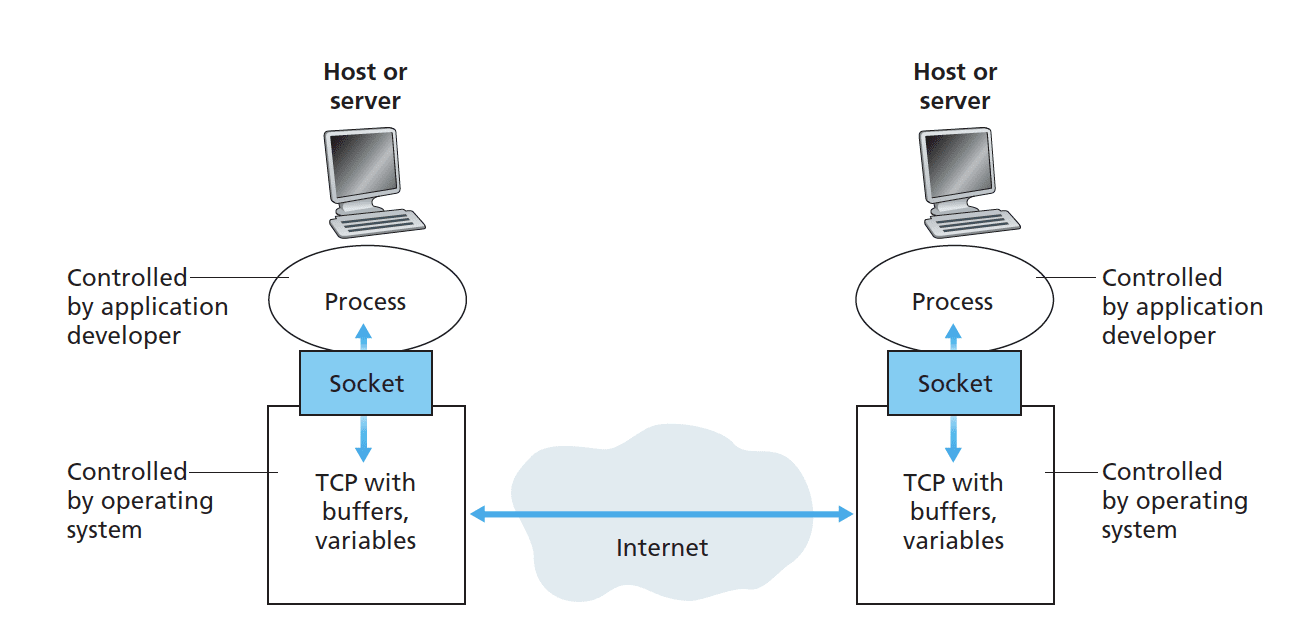 Host or
server
Host or
server
Controlled
by application
developer
Process
Process
Controlled
by application
developer
Socket
Socket
Controlled
by operating
system
TCP with
buffers,
variables
Internet
TCP with
buffers,
variables
Controlled
by operating
system